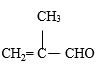 CH₃
CH₂=C — CHO